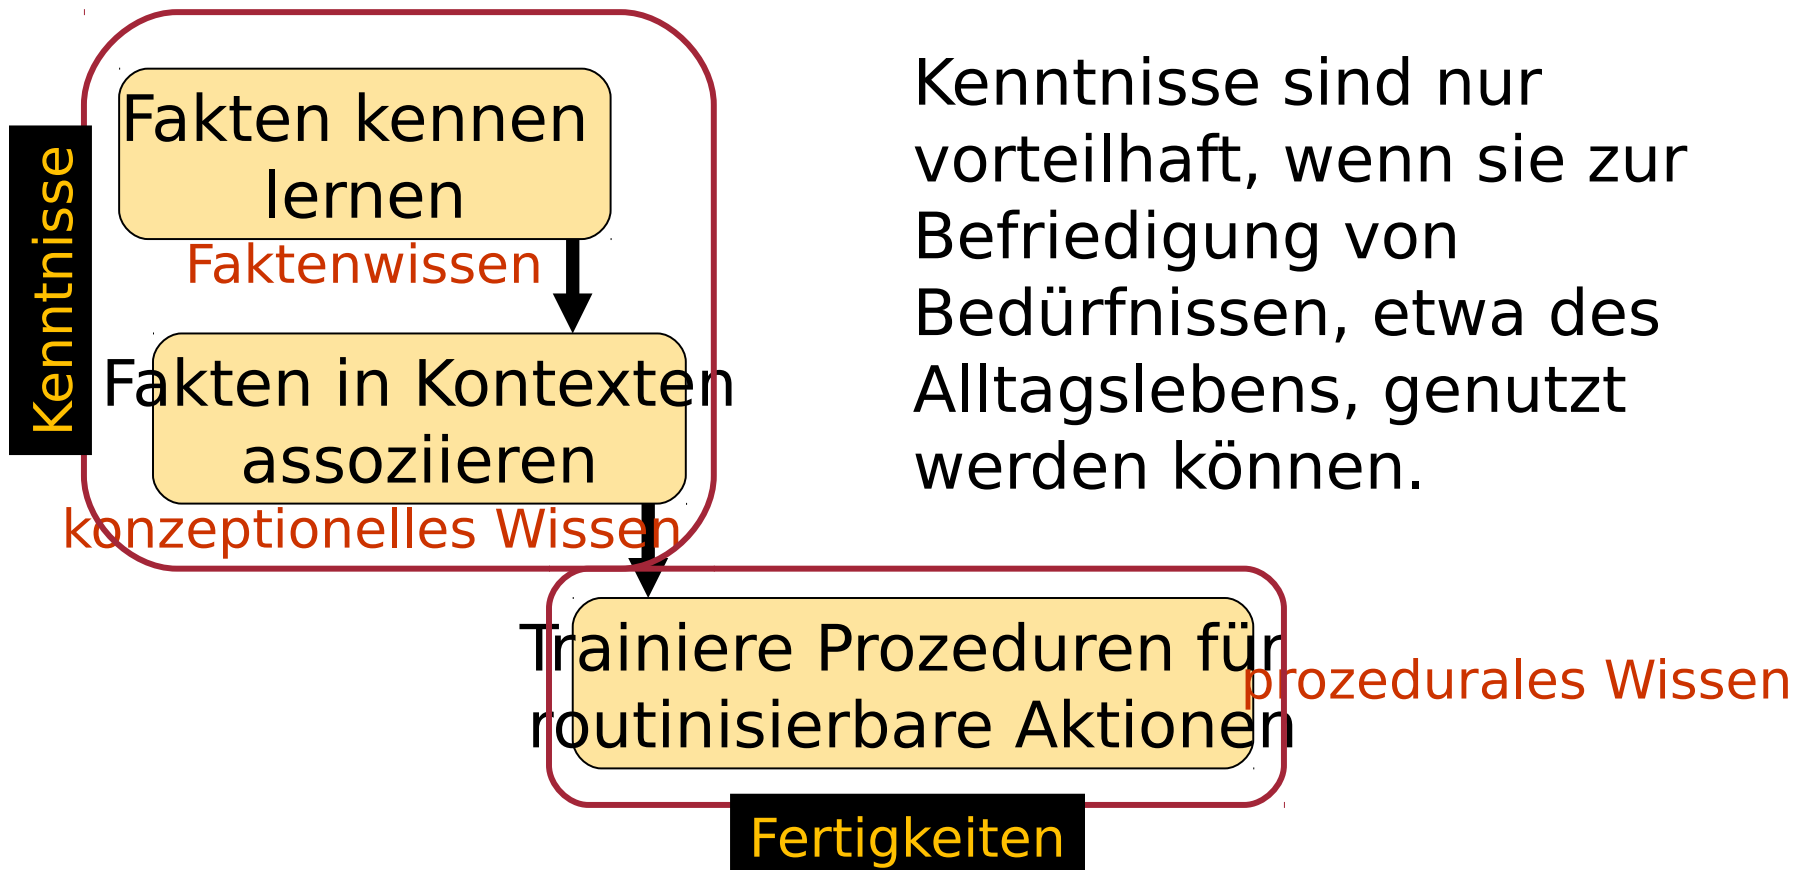 Kenntnisse
Fakten kennen
lernen
Faktenwissen
Fakten in Kontexten
assoziieren
konzeptionelles Wissen
Kenntnisse sind nur
vorteilhaft, wenn sie zur
Befriedigung von
Bedürfnissen, etwa des
Alltagslebens, genutzt
werden können.
Trainiere Prozeduren für
routinisierbare Aktionen
prozedurales Wissen
Fertigkeiten